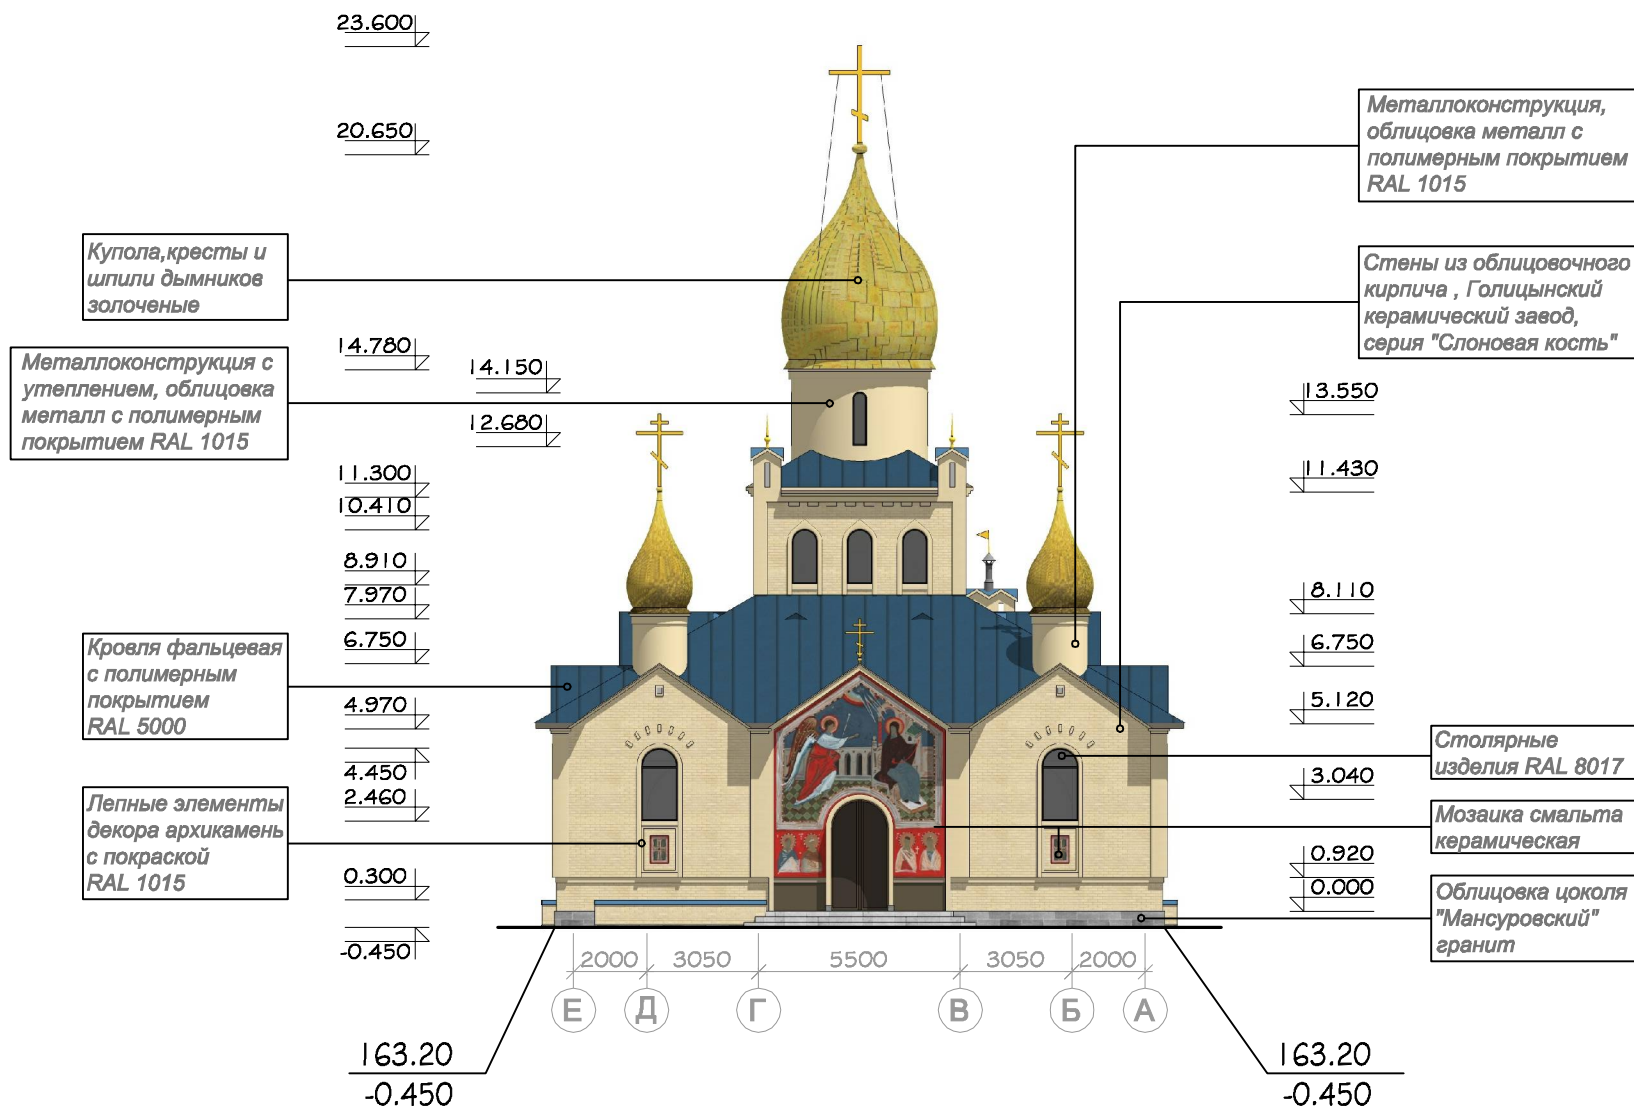 23.600
20.650
Купола,кресты и
шпили дымников
золоченые
14.780
14.150
Металлоконструкция с
утеплением, облицовка
металл с полимерным
покрытием RAL 1015
12.680
11.300
10.410
8.910
7.970
Кровля фальцевая
с полимерным
покрытием
RAL 5000
6.750
4.970
4.450
2.460
Лепные элементы
декора архикамень
с покраской
RAL 1015
0.300
-0.450
Металлоконструкция,
облицовка металл с
полимерным покрытием
RAL 1015
Стены из облицовочного
кирпича , Голицынский
керамический завод,
серия "Слоновая кость"
13.550
11.430
8.110
6.750
5.120
Столярные
изделия RAL 8017
3.040
Мозаика смальта
керамическая
0.920
0.000
Облицовка цоколя
"Мансуровский"
гранит
2000 3050 5500 3050 2000
Е Д Г В Б А
163.20
-0.450
163.20
-0.450